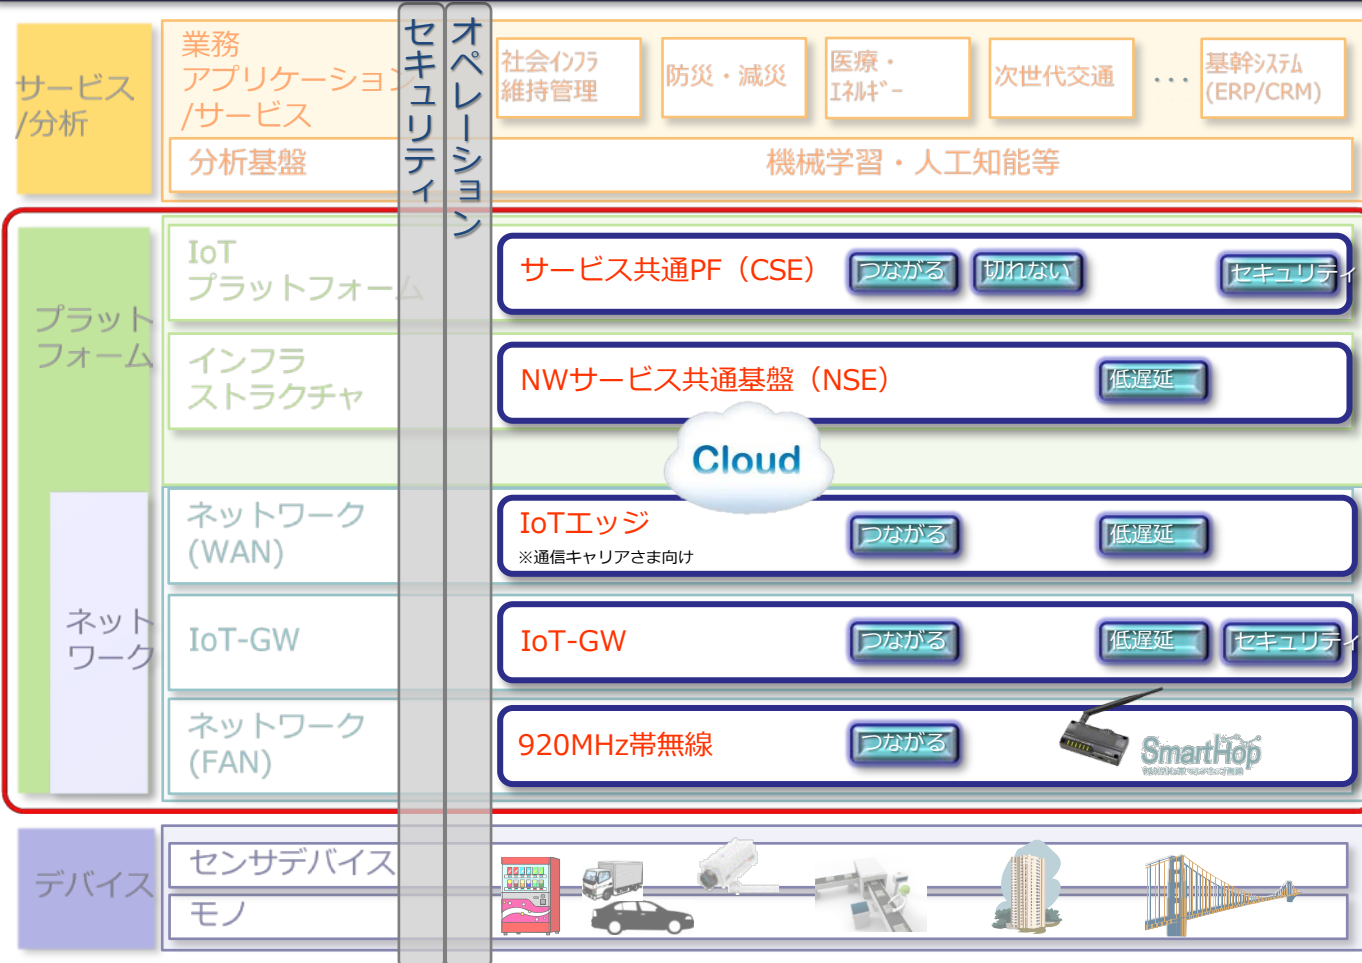 サービス
/分析
業務
アプリケーション
/サービス
社会ｲﾝﾌﾗ
維持管理
防災・減災
医療・
ｴﾈﾙｷﾞｰ
次世代交通
・・・
基幹ｼｽﾃﾑ
(ERP/CRM)
分析基盤
機械学習・人工知能等
セキュリティ
オペレーション
プラット
フォーム
IoT
プラットフォーム
サービス共通PF（CSE）
つながる
切れない
セキュリティ
インフラ
ストラクチャ
NWサービス共通基盤（NSE）
低遅延
Cloud
ネット
ワーク
ネットワーク
(WAN)
IoTエッジ
※通信キャリアさま向け
つながる
低遅延
IoT-GW
IoT-GW
つながる
低遅延
セキュリティ
ネットワーク
(FAN)
920MHz帯無線
つながる
SmartHop
デバイス
センサデバイス
モノ